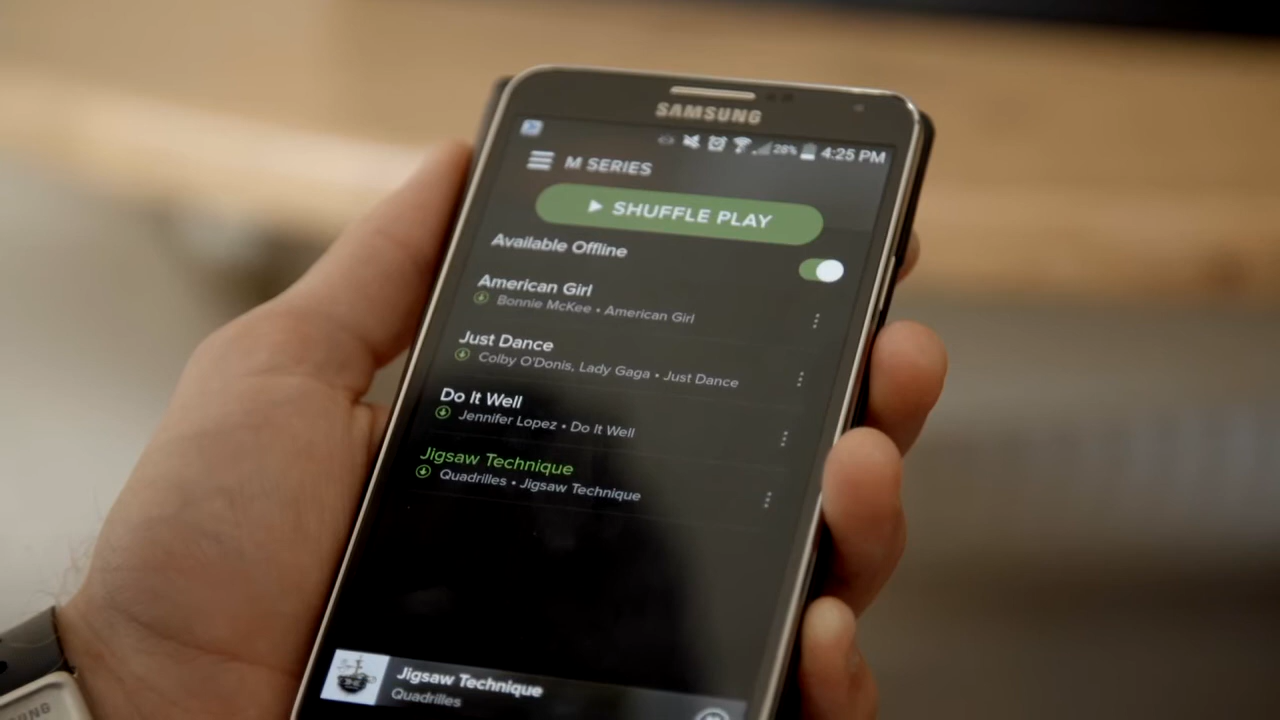 SAMSUNG
28% 4:25 PM
M SERIES
SHUFFLE PLAY
Available Offline
American Girl
Bonnie McKee • American Girl
Just Dance
Colby O'Donis, Lady Gaga • Just Dance
Do It Well
Jennifer Lopez • Do It Well
Jigsaw Technique
Quadrilles • Jigsaw Technique
Jigsaw Technique
Quadrilles